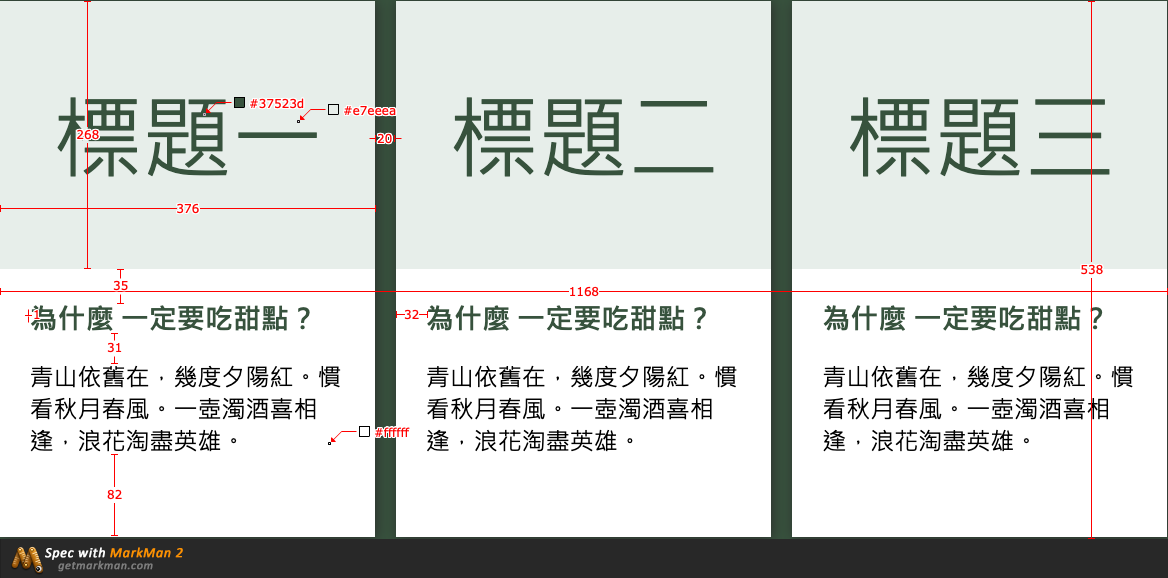 標題一
標題二
標題三
#37523d
#e7eeea
268
20
376
35
538
1168
1
32
為什麼 一定要吃甜點？
為什麼 一定要吃甜點？
為什麼 一定要吃甜點？
31
青山依舊在，幾度夕陽紅。慣
看秋月春風。一壺濁酒喜相
逢，浪花淘盡英雄。
青山依舊在，幾度夕陽紅。慣
看秋月春風。一壺濁酒喜相
逢，浪花淘盡英雄。
青山依舊在，幾度夕陽紅。慣
看秋月春風。一壺濁酒喜相
逢，浪花淘盡英雄。
#ffffff
82
Spec with MarkMan 2
getmarkman.com